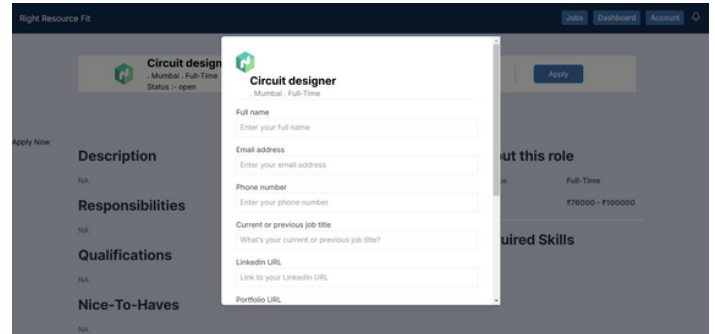 Right Resource Fit
Jobs
Dashboard
Account
Circuit design
. Mumbai . Full-Time
Status :- open
Apply
Apply Now
Circuit designer
. Mumbai . Full-Time
Full name
Enter your full name
Email address
Enter your email address
Phone number
Enter your phone number
Current or previous job title
What's your current or previous job title?
LinkedIn URL
Link to your LinkedIn URL
Portfolio URL
Description
NA
Responsibilities
NA
Qualifications
NA
Nice-To-Haves
NA
ut this role
Full-Time
₹76000 - ₹100000
uired Skills